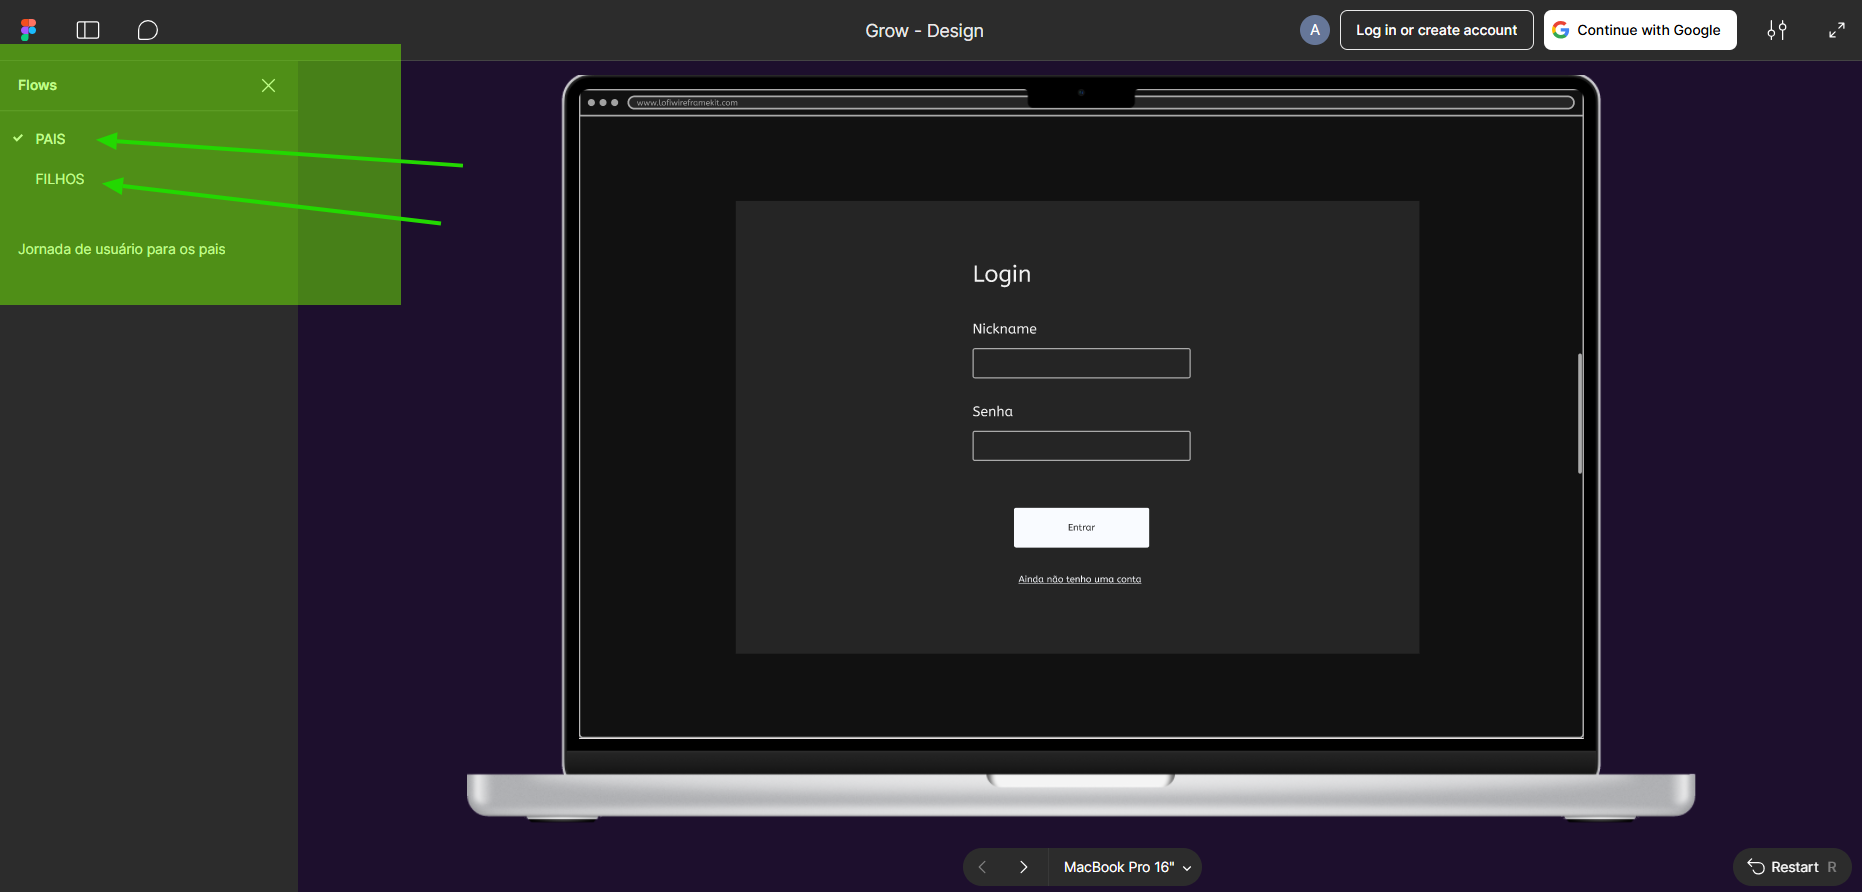 Grow - Design
A
Log in or create account
Continue with Google
Flows
PAIS
FILHOS
Jornada de usuário para os pais
www.lofiwireframekit.com
Login
Nickname
Senha
Entrar
Ainda não tenho uma conta
MacBook Pro 16"
Restart R